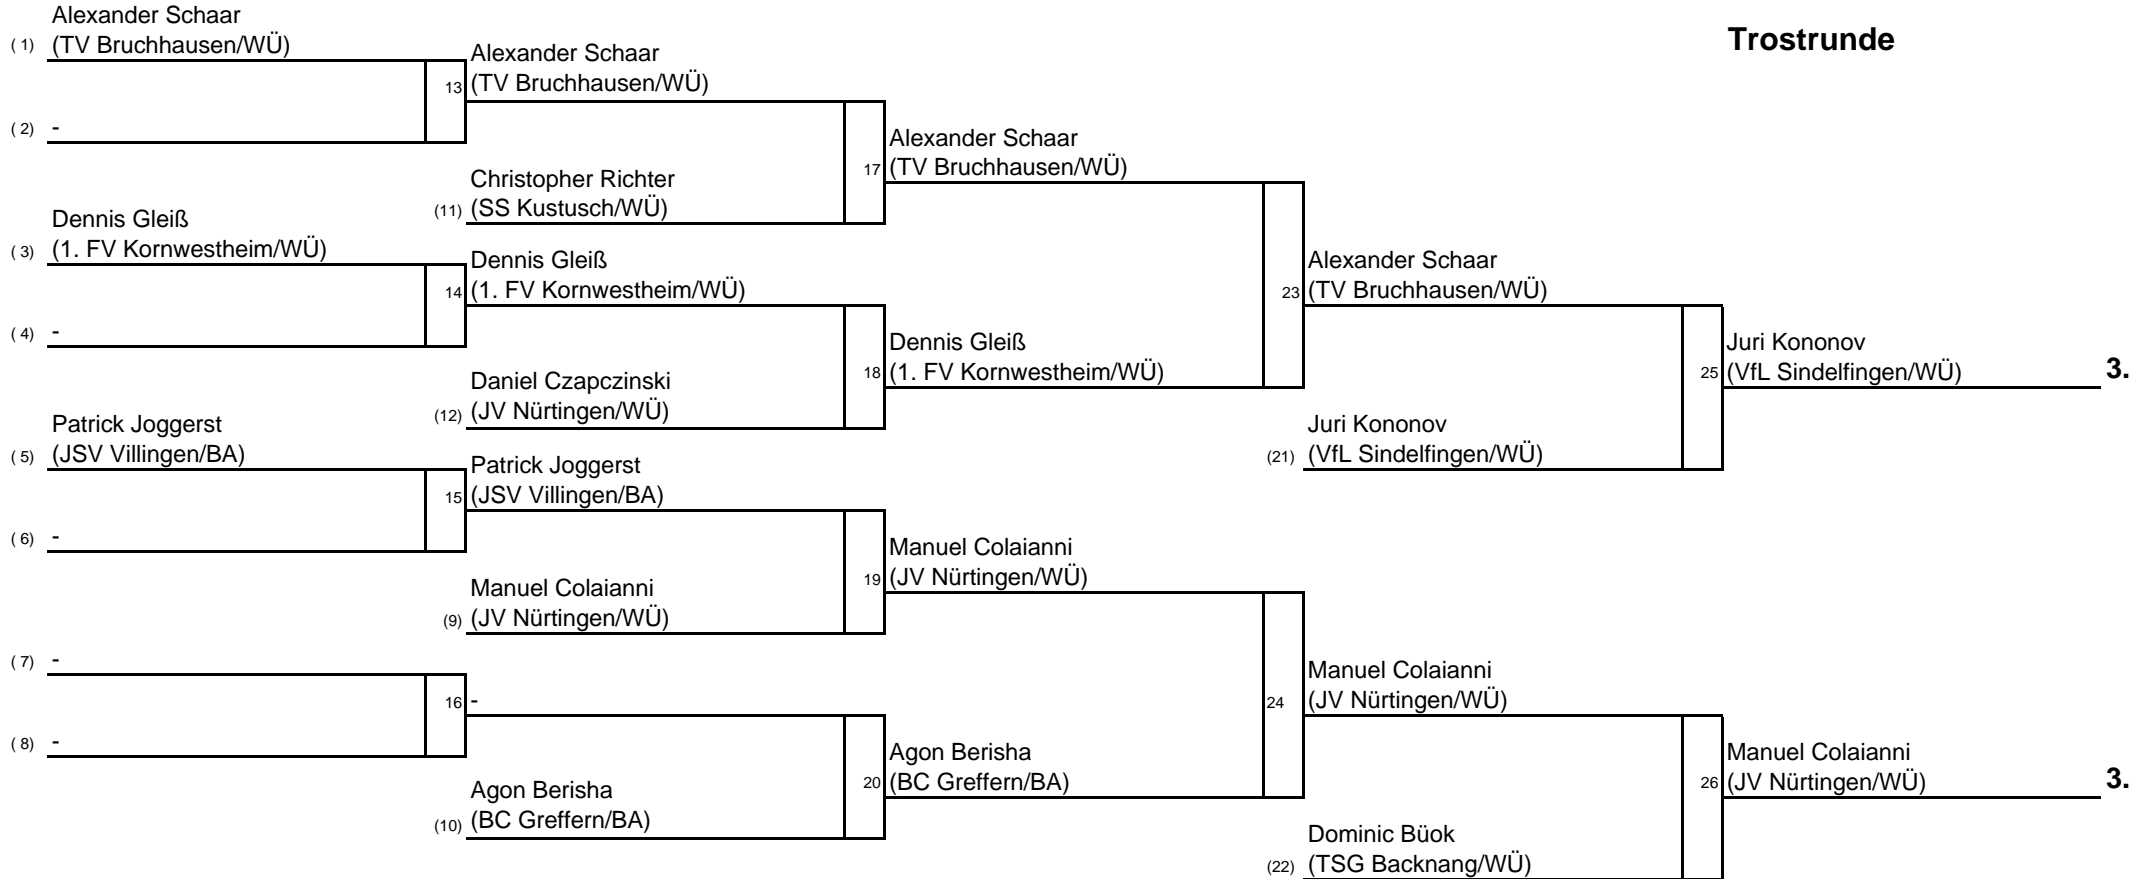 Trostrunde
Alexander Schaar
( 1) (TV Bruchhausen/WÜ)
( 2) -
Dennis Gleiß
( 3) (1. FV Kornwestheim/WÜ)
( 4) -
Patrick Joggerst
( 5) (JSV Villingen/BA)
( 6) -
( 7) -
( 8) -
Alexander Schaar
13 (TV Bruchhausen/WÜ)
Christopher Richter
(11) (SS Kustusch/WÜ)
Dennis Gleiß
14 (1. FV Kornwestheim/WÜ)
Daniel Czapczinski
(12) (JV Nürtingen/WÜ)
Patrick Joggerst
15 (JSV Villingen/BA)
Manuel Colaianni
(9) (JV Nürtingen/WÜ)
16 -
Agon Berisha
(10) (BC Greffern/BA)
Alexander Schaar
17 (TV Bruchhausen/WÜ)
Dennis Gleiß
18 (1. FV Kornwestheim/WÜ)
Manuel Colaianni
19 (JV Nürtingen/WÜ)
Agon Berisha
20 (BC Greffern/BA)
Alexander Schaar
23 (TV Bruchhausen/WÜ)
Juri Kononov
(21) (VfL Sindelfingen/WÜ)
Manuel Colaianni
24 (JV Nürtingen/WÜ)
Dominic Büok
(22) (TSG Backnang/WÜ)
Juri Kononov
25 (VfL Sindelfingen/WÜ) 3.
Manuel Colaianni
26 (JV Nürtingen/WÜ) 3.